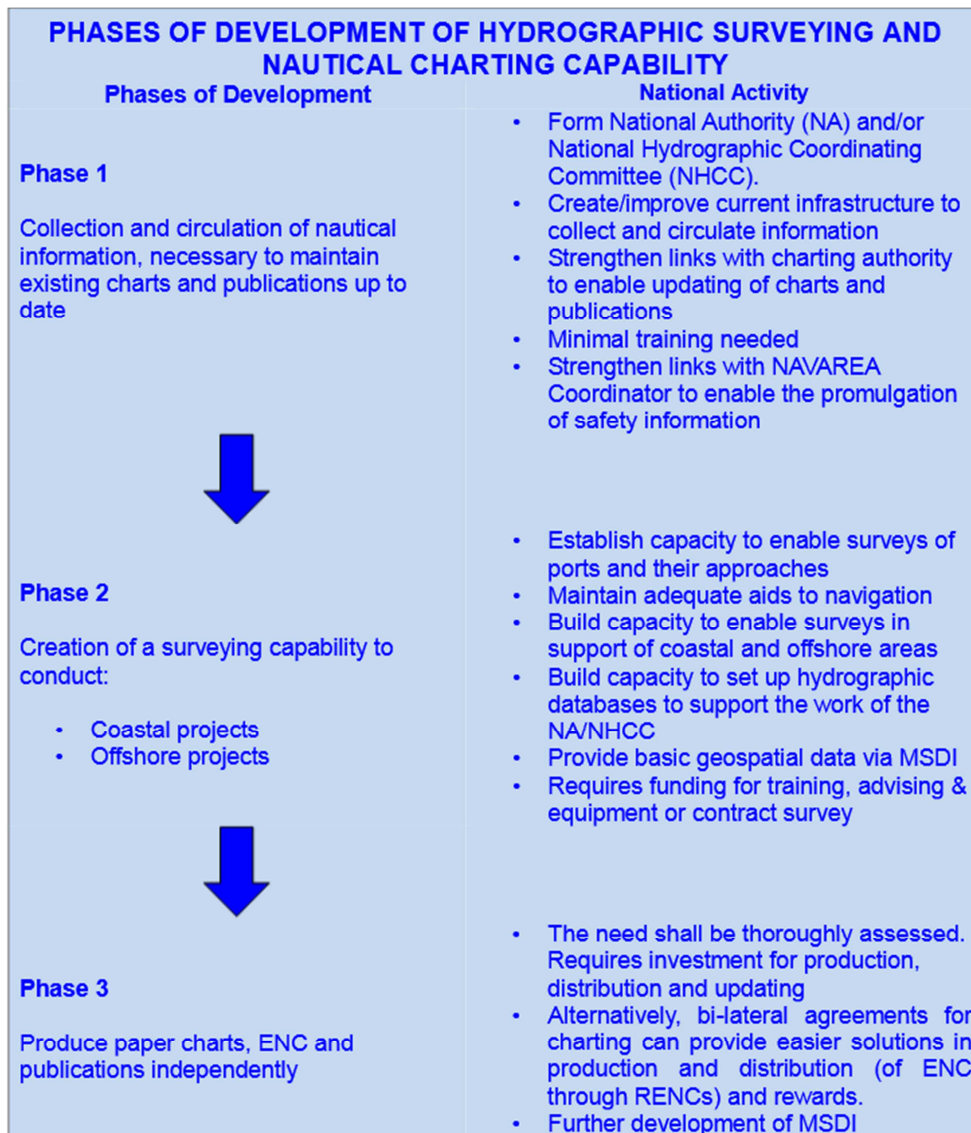 PHASES OF DEVELOPMENT OF HYDROGRAPHIC SURVEYING AND
NAUTICAL CHARTING CAPABILITY
Phases of Development
National Activity
Phase 1
Collection and circulation of nautical
information, necessary to maintain
existing charts and publications up to
date
• Form National Authority (NA) and/or
National Hydrographic Coordinating
Committee (NHCC).
• Create/improve current infrastructure to
collect and circulate information
• Strengthen links with charting authority
to enable updating of charts and
publications
• Minimal training needed
• Strengthen links with NAVAREA
Coordinator to enable the promulgation
of safety information
Phase 2
Creation of a surveying capability to
conduct:
• Coastal projects
• Offshore projects
• Establish capacity to enable surveys of
ports and their approaches
• Maintain adequate aids to navigation
• Build capacity to enable surveys in
support of coastal and offshore areas
• Build capacity to set up hydrographic
databases to support the work of the
NA/NHCC
• Provide basic geospatial data via MSDI
• Requires funding for training, advising &
equipment or contract survey
Phase 3
Produce paper charts, ENC and
publications independently
• The need shall be thoroughly assessed.
Requires investment for production,
distribution and updating
• Alternatively, bi-lateral agreements for
charting can provide easier solutions in
production and distribution (of ENC
through RENCs) and rewards.
• Further development of MSDI